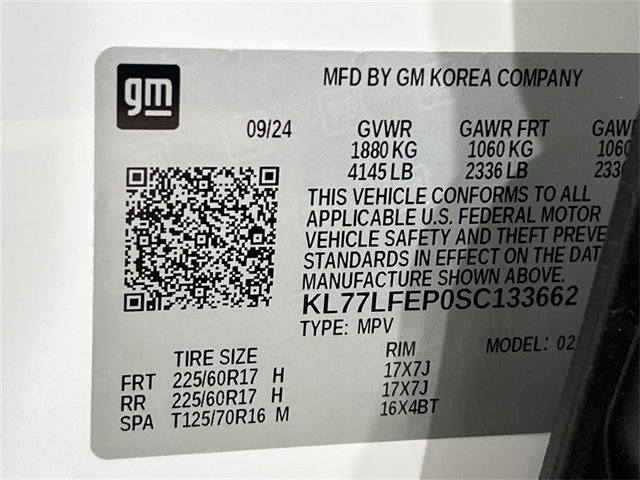 gm
MFD BY GM KOREA COMPANY
09/24 GVWR GAWR FRT
1880 KG 1060 KG 1060
4145 LB 2336 LB
THIS VEHICLE CONFORMS TO ALL
APPLICABLE U.S. FEDERAL MOTOR
VEHICLE SAFETY AND THEFT PREVE
STANDARDS IN EFFECT ON THE DAT
MANUFACTURE SHOWN ABOVE.
KL77LFEP0SC133662
TYPE: MPV MODEL: 02
TIRE SIZE RIM
FRT 225/60R17 H 17X7J
RR 225/60R17 H 17X7J
SPA T125/70R16 M 16X4BT